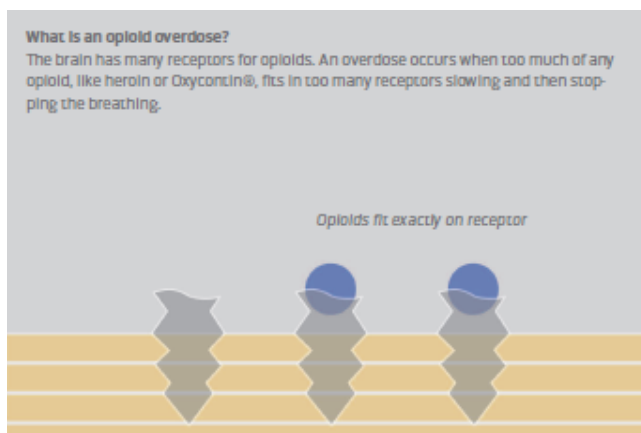 What is an opioid overdose?
The brain has many receptors for opioids. An overdose occurs when too much of any
opioid, like heroin or Oxycontin®, fits in too many receptors slowing and then stop-
ping the breathing.
Opioids fit exactly on receptor